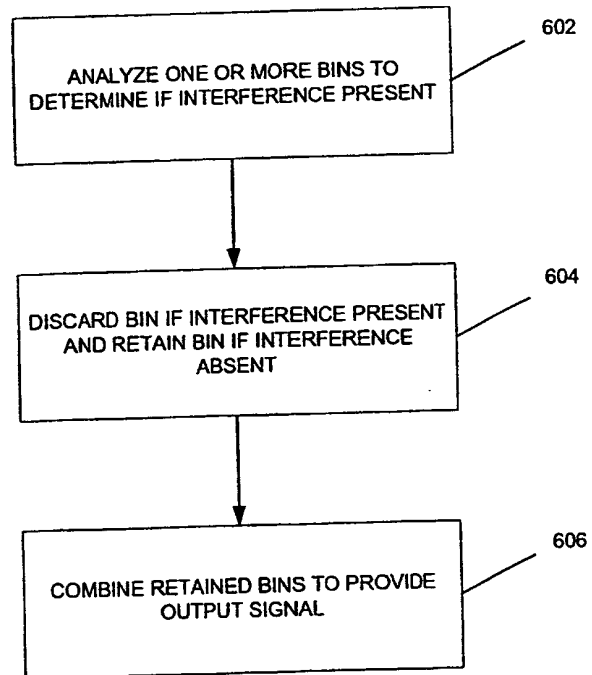 602
ANALYZE ONE OR MORE BINS TO
DETERMINE IF INTERFERENCE PRESENT
604
DISCARD BIN IF INTERFERENCE PRESENT
AND RETAIN BIN IF INTERFERENCE
ABSENT
606
COMBINE RETAINED BINS TO PROVIDE
OUTPUT SIGNAL